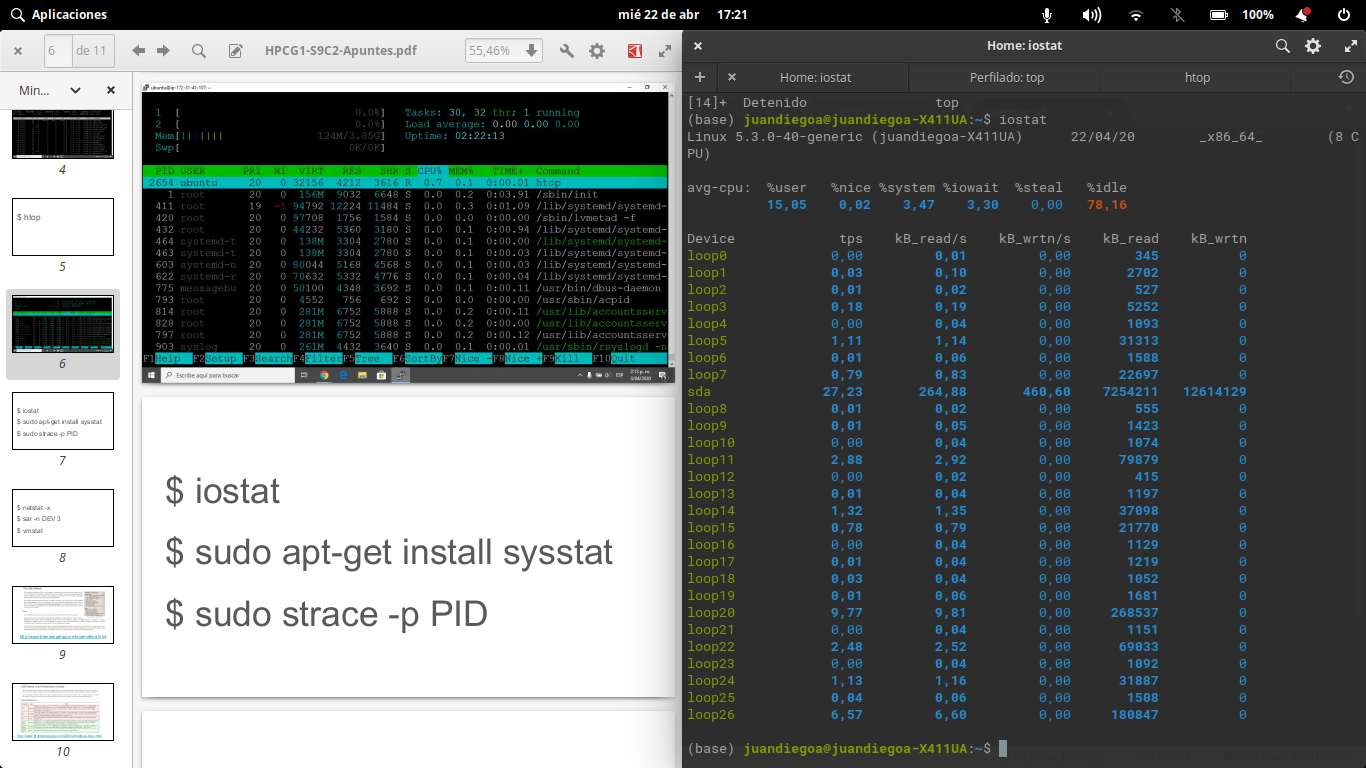 Aplicaciones
mié 22 de abr 17:21
100%
6 de 11
HPCG1-S9C2-Apuntes.pdf
55,46%
Min...
4
$ htop
5
6
$ iostat
$ sudo apt-get install sysstat
$ sudo strace -p PID
7
$ netstat -x
$ sar -n DEV 3
$ vmstat
8
9
10
1 [ 0.0%] Tasks: 30, 32 thr; 1 running
2 [ 0.0%] Load average: 0.00 0.00 0.00
Mem[||||||| 124M/3.85G] Uptime: 02:22:13
Swp[ 0K/0K]
PID USER PRI NI VIRT RES SHR S CPU% MEM% TIME+ Command
2654 ubuntu 20 0 32156 4212 3616 R 0.7 0.1 0:00.01 htop
1 root 20 0 156M 9032 6648 S 0.0 0.2 0:03.91 /sbin/init
411 root 19 -1 94792 12224 11484 S 0.0 0.3 0:01.09 /lib/systemd/systemd-
420 root 20 0 97708 1756 1584 S 0.0 0.0 0:00.00 /sbin/lvmetad -f
432 root 20 0 44232 5360 3180 S 0.0 0.1 0:00.94 /lib/systemd/systemd-
464 systemd-t 20 0 138M 3304 2780 S 0.0 0.1 0:00.00 /lib/systemd/systemd-
463 systemd-t 20 0 138M 3304 2780 S 0.0 0.1 0:00.03 /lib/systemd/systemd-
603 systemd-n 20 0 80044 5168 4568 S 0.0 0.1 0:00.03 /lib/systemd/systemd-
622 systemd-r 20 0 70632 5332 4776 S 0.0 0.1 0:00.04 /lib/systemd/systemd-
775 messagebu 20 0 50100 4348 3692 S 0.0 0.1 0:00.11 /usr/bin/dbus-daemon
793 root 20 0 4552 756 692 S 0.0 0.0 0:00.00 /usr/sbin/acpid
814 root 20 0 281M 6752 5888 S 0.0 0.2 0:00.11 /usr/lib/accountsserv
828 root 20 0 281M 6752 5888 S 0.0 0.2 0:00.00 /usr/lib/accountsserv
797 root 20 0 281M 6752 5888 S 0.0 0.2 0:00.12 /usr/lib/accountsserv
903 syslog 20 0 261M 4432 3640 S 0.0 0.1 0:00.01 /usr/sbin/rsyslogd -n
F1Help F2Setup F3SearchF4FilterF5Tree F6SortByF7Nice -F8Nice +F9Kill F10Quit
Escribe aquí para buscar
$ iostat
$ sudo apt-get install sysstat
$ sudo strace -p PID
Home: iostat
Home: iostat Perfilado: top htop
[14]+ Detenido top
(base) juandiegoa@juandiegoa-X411UA:~$ iostat
Linux 5.3.0-40-generic (juandiegoa-X411UA) 22/04/20 _x86_64_ (8 C
PU)
avg-cpu: %user %nice %system %iowait %steal %idle
15,05 0,02 3,47 3,30 0,00 78,16
Device tps kB_read/s kB_wrtn/s kB_read kB_wrtn
loop0 0,00 0,01 0,00 345 0
loop1 0,03 0,10 0,00 2702 0
loop2 0,01 0,02 0,00 527 0
loop3 0,18 0,19 0,00 5252 0
loop4 0,00 0,04 0,00 1093 0
loop5 1,11 1,14 0,00 31313 0
loop6 0,01 0,06 0,00 1588 0
loop7 0,79 0,83 0,00 22697 0
sda 27,23 264,88 460,60 7254211 12614129
loop8 0,01 0,02 0,00 555 0
loop9 0,01 0,05 0,00 1423 0
loop10 0,00 0,04 0,00 1074 0
loop11 2,88 2,92 0,00 79879 0
loop12 0,00 0,02 0,00 415 0
loop13 0,01 0,04 0,00 1197 0
loop14 1,32 1,35 0,00 37098 0
loop15 0,78 0,79 0,00 21770 0
loop16 0,00 0,04 0,00 1129 0
loop17 0,01 0,04 0,00 1219 0
loop18 0,03 0,04 0,00 1052 0
loop19 0,01 0,06 0,00 1681 0
loop20 9,77 9,81 0,00 268537 0
loop21 0,00 0,04 0,00 1151 0
loop22 2,48 2,52 0,00 69033 0
loop23 0,00 0,04 0,00 1092 0
loop24 1,13 1,16 0,00 31887 0
loop25 0,04 0,06 0,00 1508 0
loop26 6,57 6,60 0,00 180847 0
(base) juandiegoa@juandiegoa-X411UA:~$